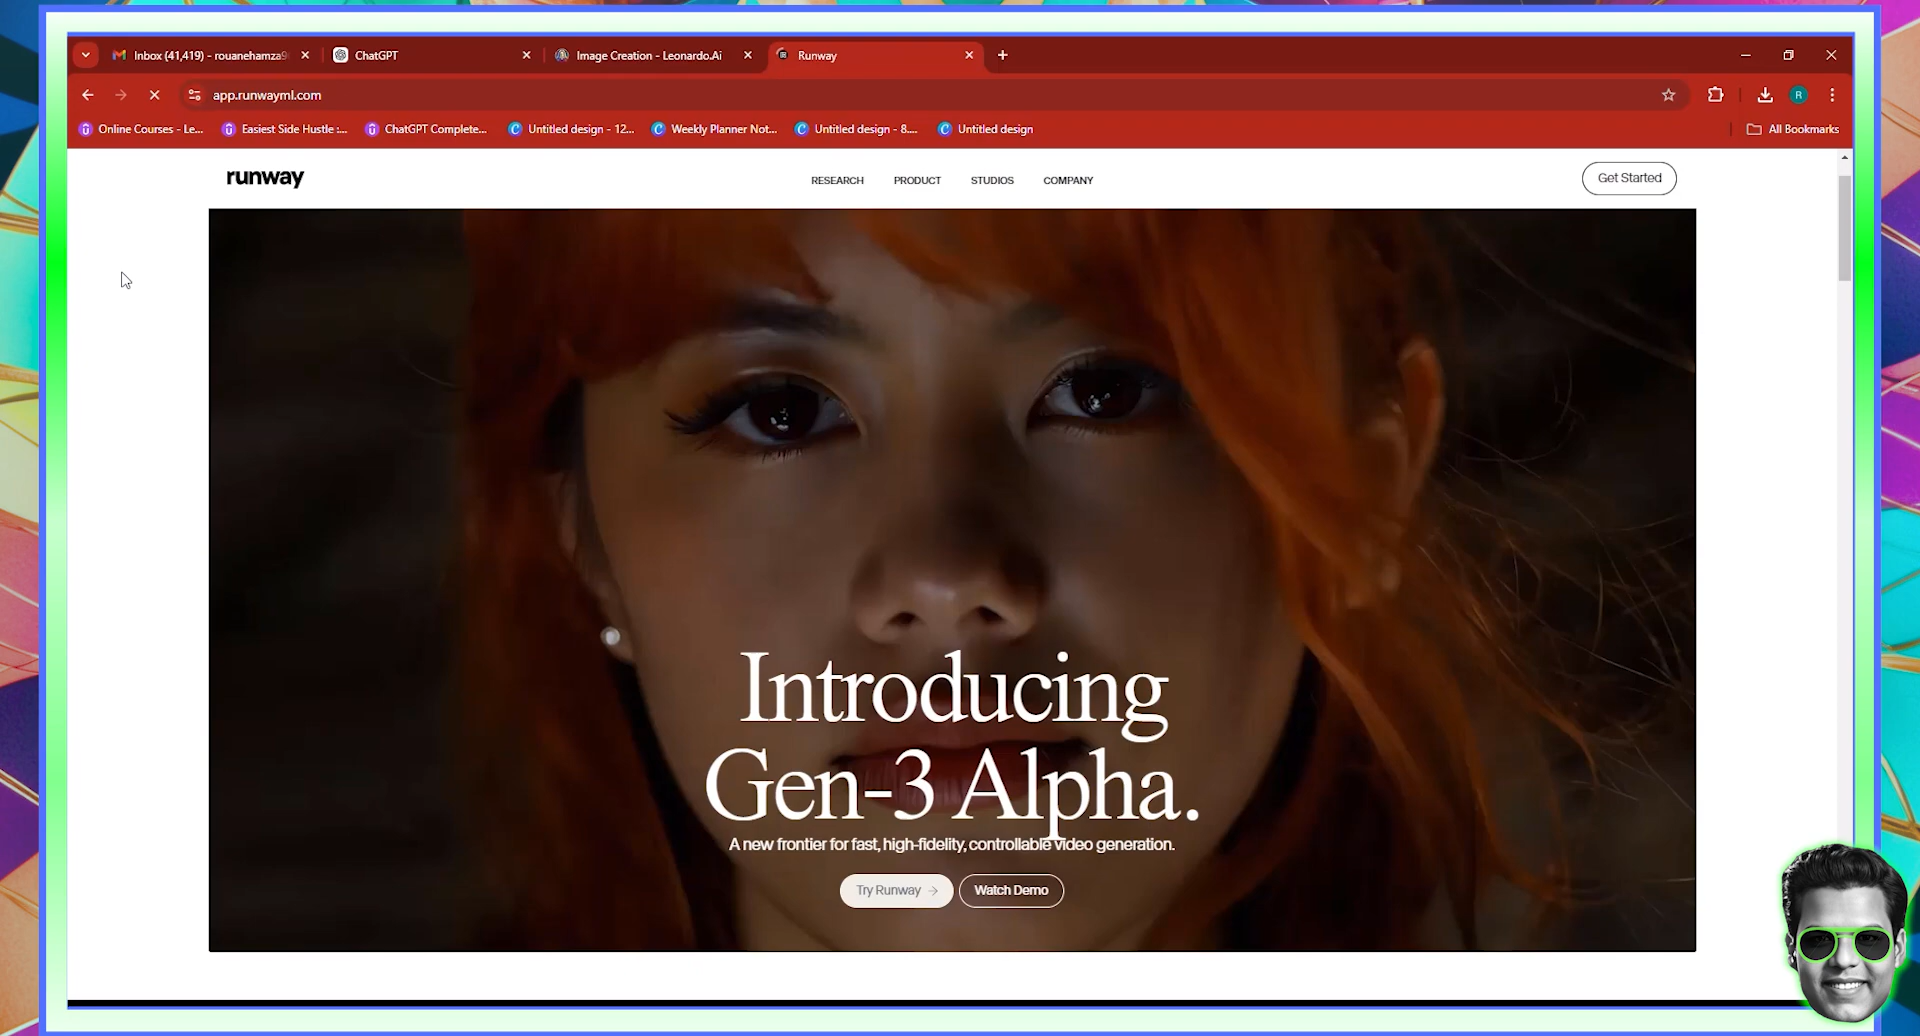 Inbox (41,419) - rouanehamza9
ChatGPT
Image Creation - Leonardo.Ai
Runway
app.runwayml.com
R
Online Courses - Le...
Easiest Side Hustle :...
ChatGPT Complete...
Untitled design - 12...
Weekly Planner Not...
Untitled design - 8....
Untitled design
All Bookmarks
runway
RESEARCH
PRODUCT
STUDIOS
COMPANY
Get Started
Introducing
Gen-3 Alpha.
A new frontier for fast, high-fidelity, controllable video generation.
Try Runway →
Watch Demo